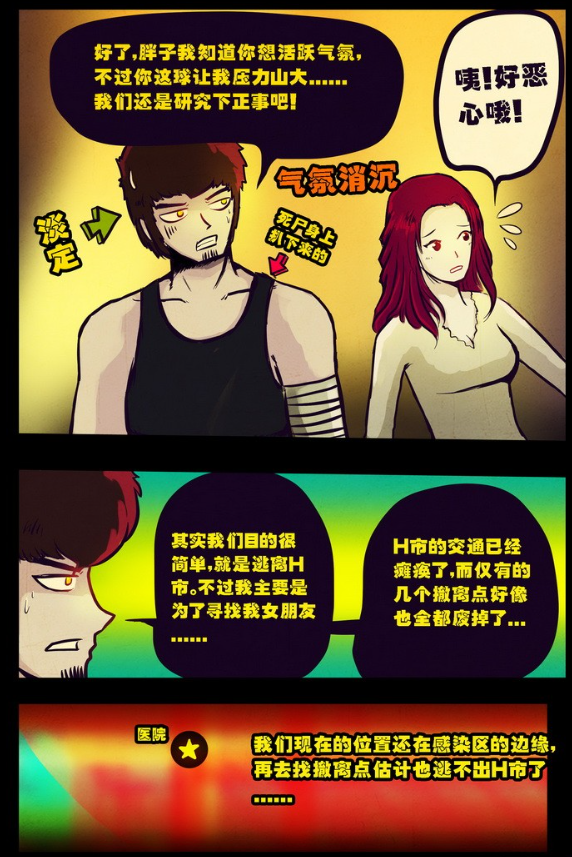 好了,胖子我知道你想活跃气氛,
不过你这球让我压力山大......
我们还是研究下正事吧!
咦!好恶
心哦!
气氛消沉
淡定
死尸身上
扒下来的
其实我们目的很
简单,就是逃离H
市。不过我主要是
为了寻找我女朋友
......
H市的交通已经
瘫痪了,而仅有的
几个撤离点好像
也全都废掉了...
医院
我们现在的位置还在感染区的边缘,
再去找撤离点估计也逃不出H市了
......